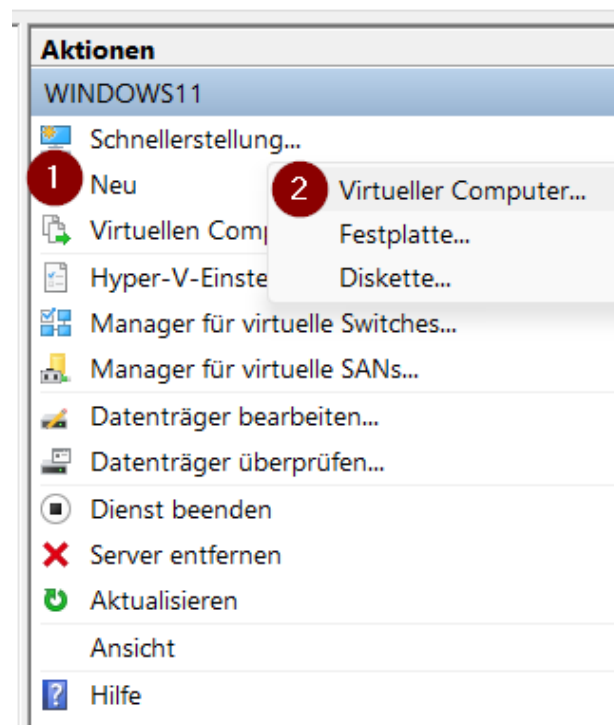 Aktionen
WINDOWS11
Schnellerstellung...
1 Neu
2 Virtueller Computer...
Virtuellen Com
Festplatte...
Hyper-V-Einste
Diskette...
Manager für virtuelle Switches...
Manager für virtuelle SANs...
Datenträger bearbeiten...
Datenträger überprüfen...
Dienst beenden
Server entfernen
Aktualisieren
Ansicht
? Hilfe